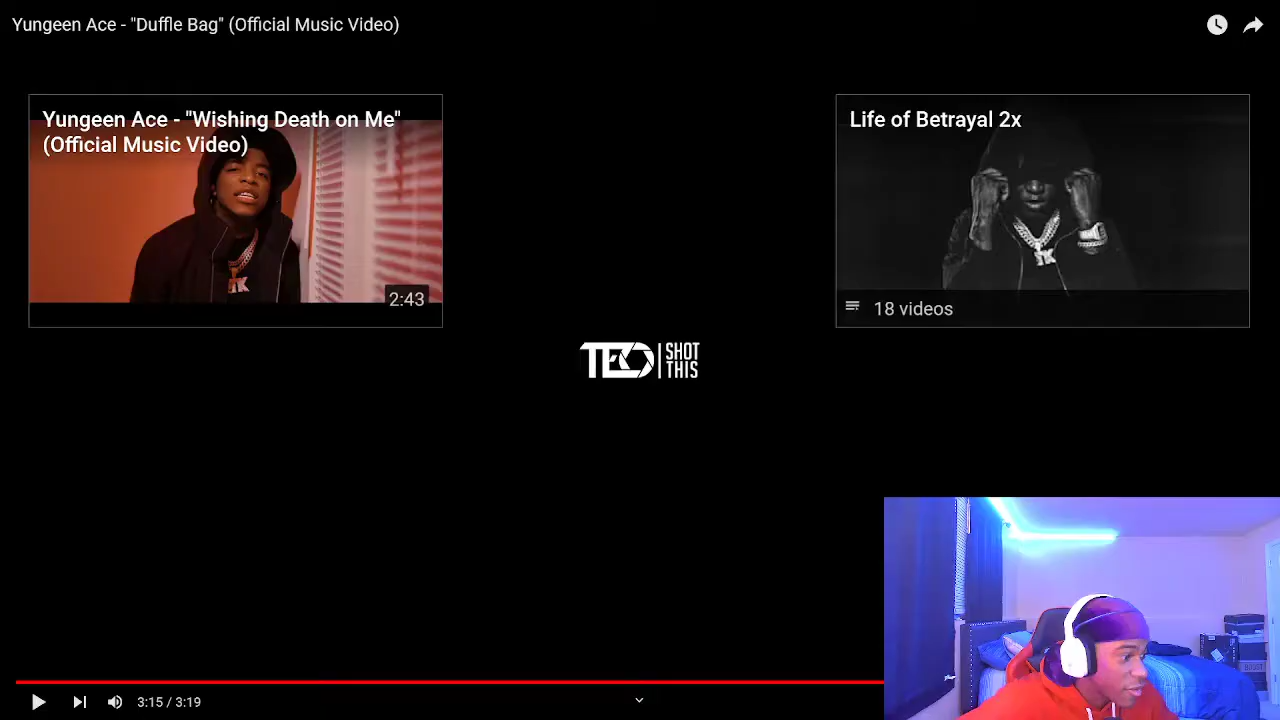 Yungeen Ace - "Duffle Bag" (Official Music Video)
Yungeen Ace - "Wishing Death on Me"
(Official Music Video)
2:43
Life of Betrayal 2x
18 videos
TEO SHOT
THIS
3:15 / 3:19